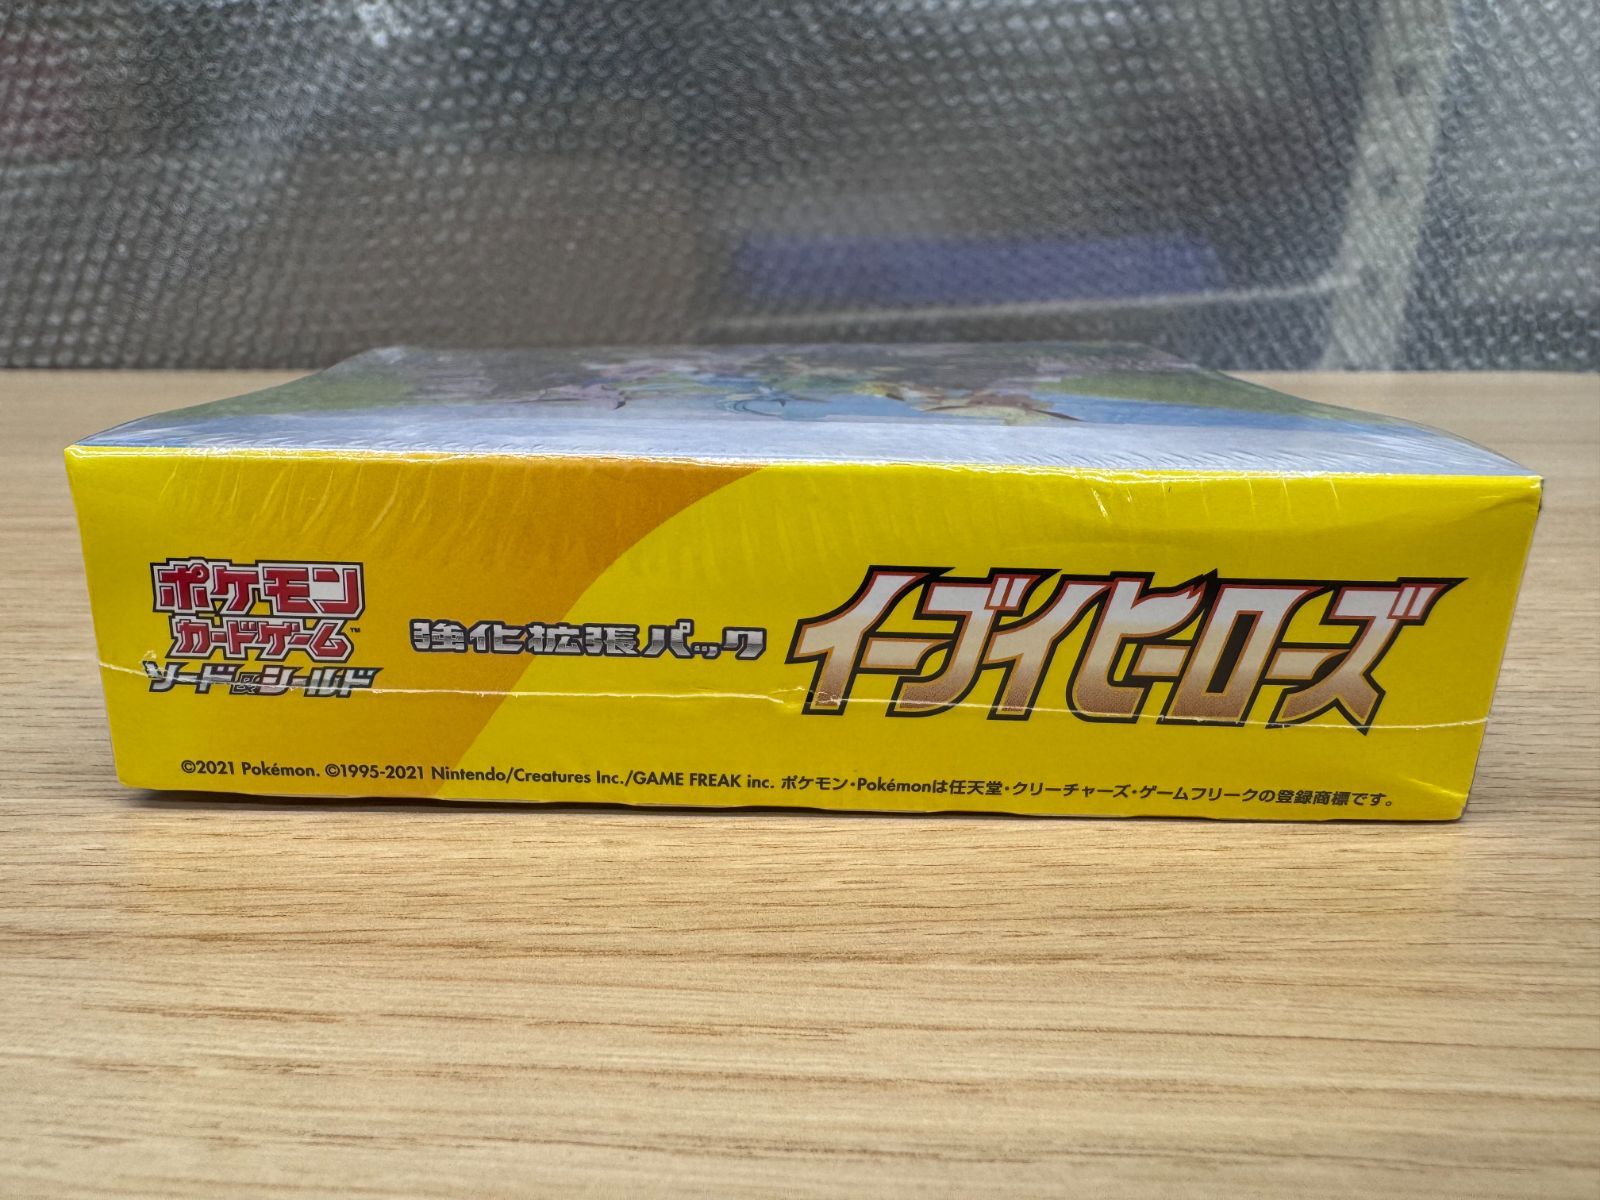 ポケモン
カードゲーム™
ソード&シールド
強化拡張パック
イーブイヒーローズ
©2021 Pokémon. ©1995-2021 Nintendo/Creatures Inc./GAME FREAK inc. ポケモン・Pokémonは任天堂・クリーチャーズ・ゲームフリークの登録商標です。